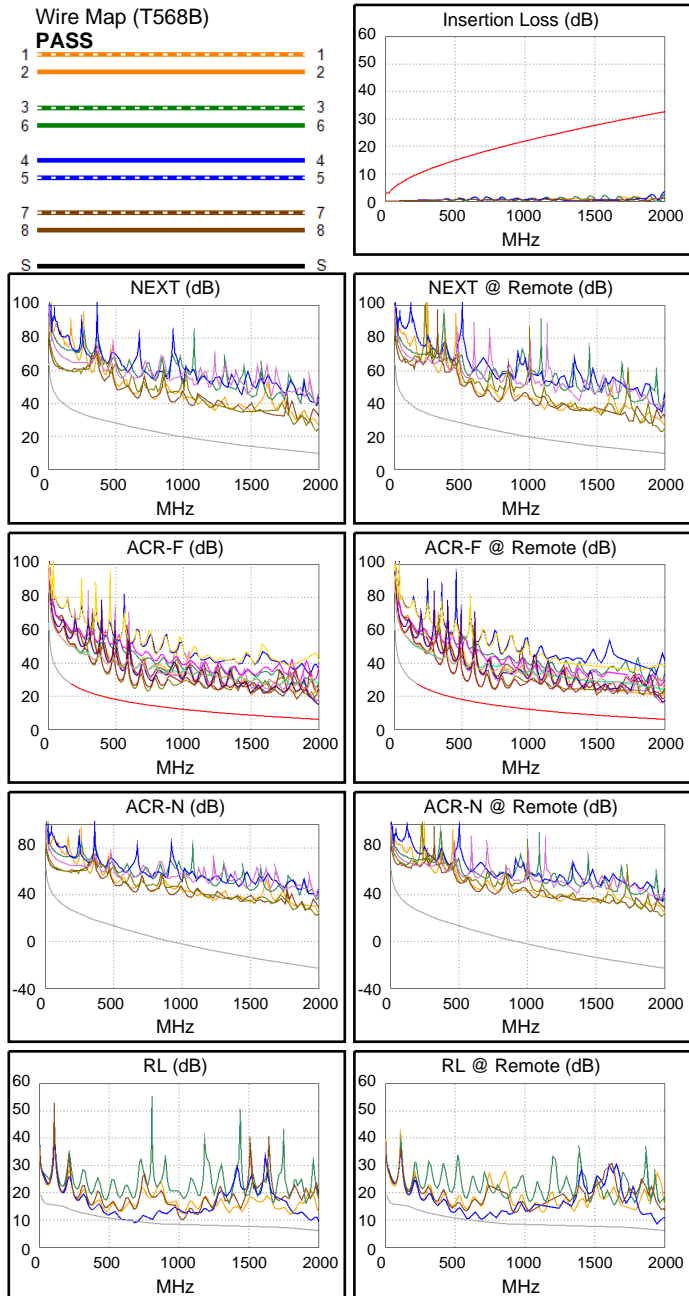 Wire Map (T568B)
PASS
1 1
2 2
3 3
6 6
4 4
5 5
7 7
8 8
S S
Insertion Loss (dB)
60
50
40
30
20
10
0
0 500 1000 1500 2000
MHz
NEXT (dB)
100
80
60
40
20
0
0 500 1000 1500 2000
MHz
NEXT @ Remote (dB)
100
80
60
40
20
0
0 500 1000 1500 2000
MHz
ACR-F (dB)
100
80
60
40
20
0
0 500 1000 1500 2000
MHz
ACR-F @ Remote (dB)
100
80
60
40
20
0
0 500 1000 1500 2000
MHz
ACR-N (dB)
80
40
0
-40
0 500 1000 1500 2000
MHz
ACR-N @ Remote (dB)
80
40
0
-40
0 500 1000 1500 2000
MHz
RL (dB)
60
50
40
30
20
10
0
0 500 1000 1500 2000
MHz
RL @ Remote (dB)
60
50
40
30
20
10
0
0 500 1000 1500 2000
MHz